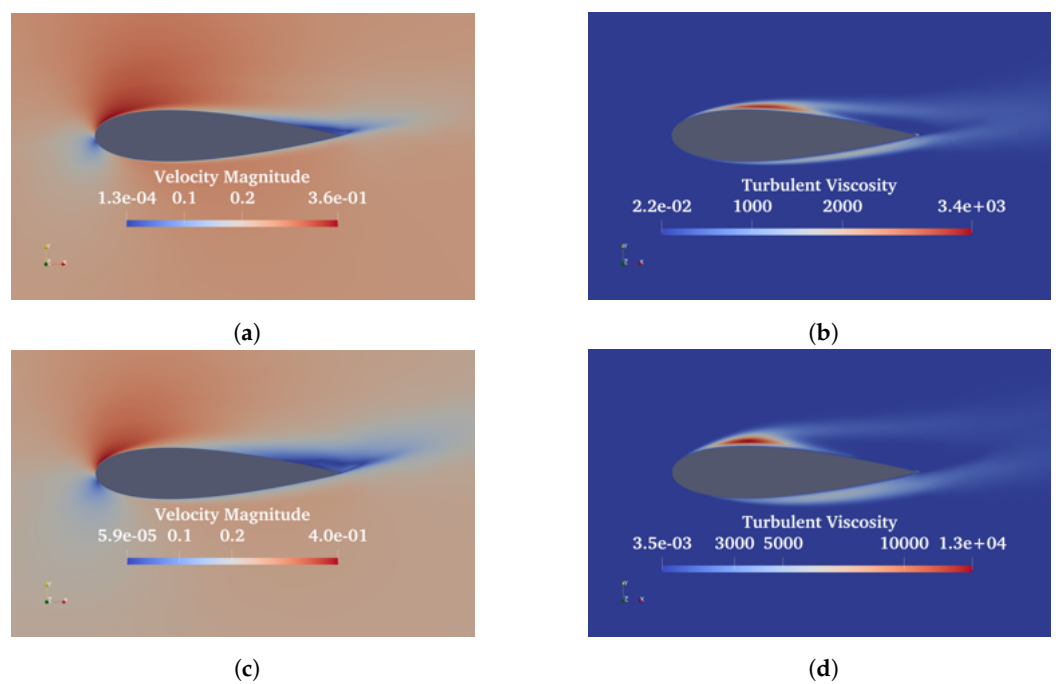 Velocity Magnitude
1.3e-04 0.1 0.2 3.6e-01
(a)
Turbulent Viscosity
2.2e-02 1000 2000 3.4e+03
(b)
Velocity Magnitude
5.9e-05 0.1 0.2 4.0e-01
(c)
Turbulent Viscosity
3.5e-03 3000 5000 10000 1.3e+04
(d)